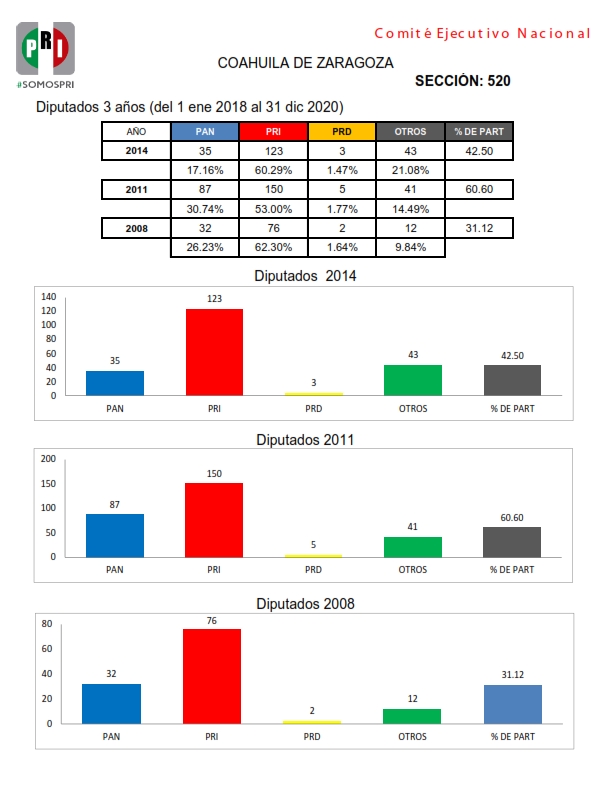 Comité Ejecutivo Nacional
PRI
#SOMOSPRI
COAHUILA DE ZARAGOZA
SECCIÓN: 520
Diputados 3 años (del 1 ene 2018 al 31 dic 2020)
AÑO PAN PRI PRD OTROS % DE PART
2014 35 123 3 43 42.50
17.16% 60.29% 1.47% 21.08%
2011 87 150 5 41 60.60
30.74% 53.00% 1.77% 14.49%
2008 32 76 2 12 31.12
26.23% 62.30% 1.64% 9.84%
Diputados 2014
140
120
100
80
60
40
20
0
35 123 3 43 42.50
PAN PRI PRD OTROS % DE PART
Diputados 2011
200
150
100
50
0
87 150 5 41 60.60
PAN PRI PRD OTROS % DE PART
Diputados 2008
80
60
40
20
0
32 76 2 12 31.12
PAN PRI PRD OTROS % DE PART